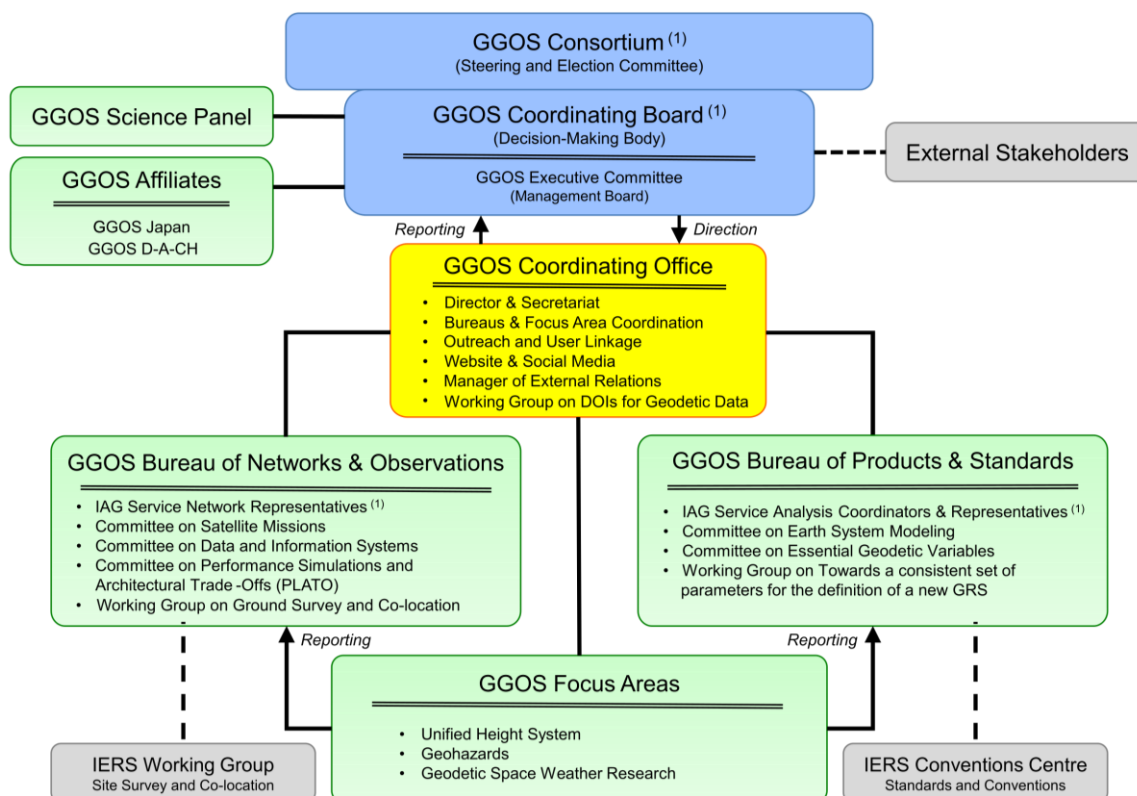 GGOS Consortium (1)
(Steering and Election Committee)
GGOS Science Panel
GGOS Coordinating Board (1)
(Decision-Making Body)
GGOS Executive Committee
(Management Board)
External Stakeholders
GGOS Affiliates
GGOS Japan
GGOS D-A-CH
Reporting
Direction
GGOS Coordinating Office
• Director & Secretariat
• Bureaus & Focus Area Coordination
• Outreach and User Linkage
• Website & Social Media
• Manager of External Relations
• Working Group on DOIs for Geodetic Data
GGOS Bureau of Networks & Observations
• IAG Service Network Representatives (1)
• Committee on Satellite Missions
• Committee on Data and Information Systems
• Committee on Performance Simulations and
Architectural Trade -Offs (PLATO)
• Working Group on Ground Survey and Co-location
GGOS Bureau of Products & Standards
• IAG Service Analysis Coordinators & Representatives (1)
• Committee on Earth System Modeling
• Committee on Essential Geodetic Variables
• Working Group on Towards a consistent set of
parameters for the definition of a new GRS
Reporting
Reporting
GGOS Focus Areas
• Unified Height System
• Geohazards
• Geodetic Space Weather Research
IERS Working Group
Site Survey and Co-location
IERS Conventions Centre
Standards and Conventions